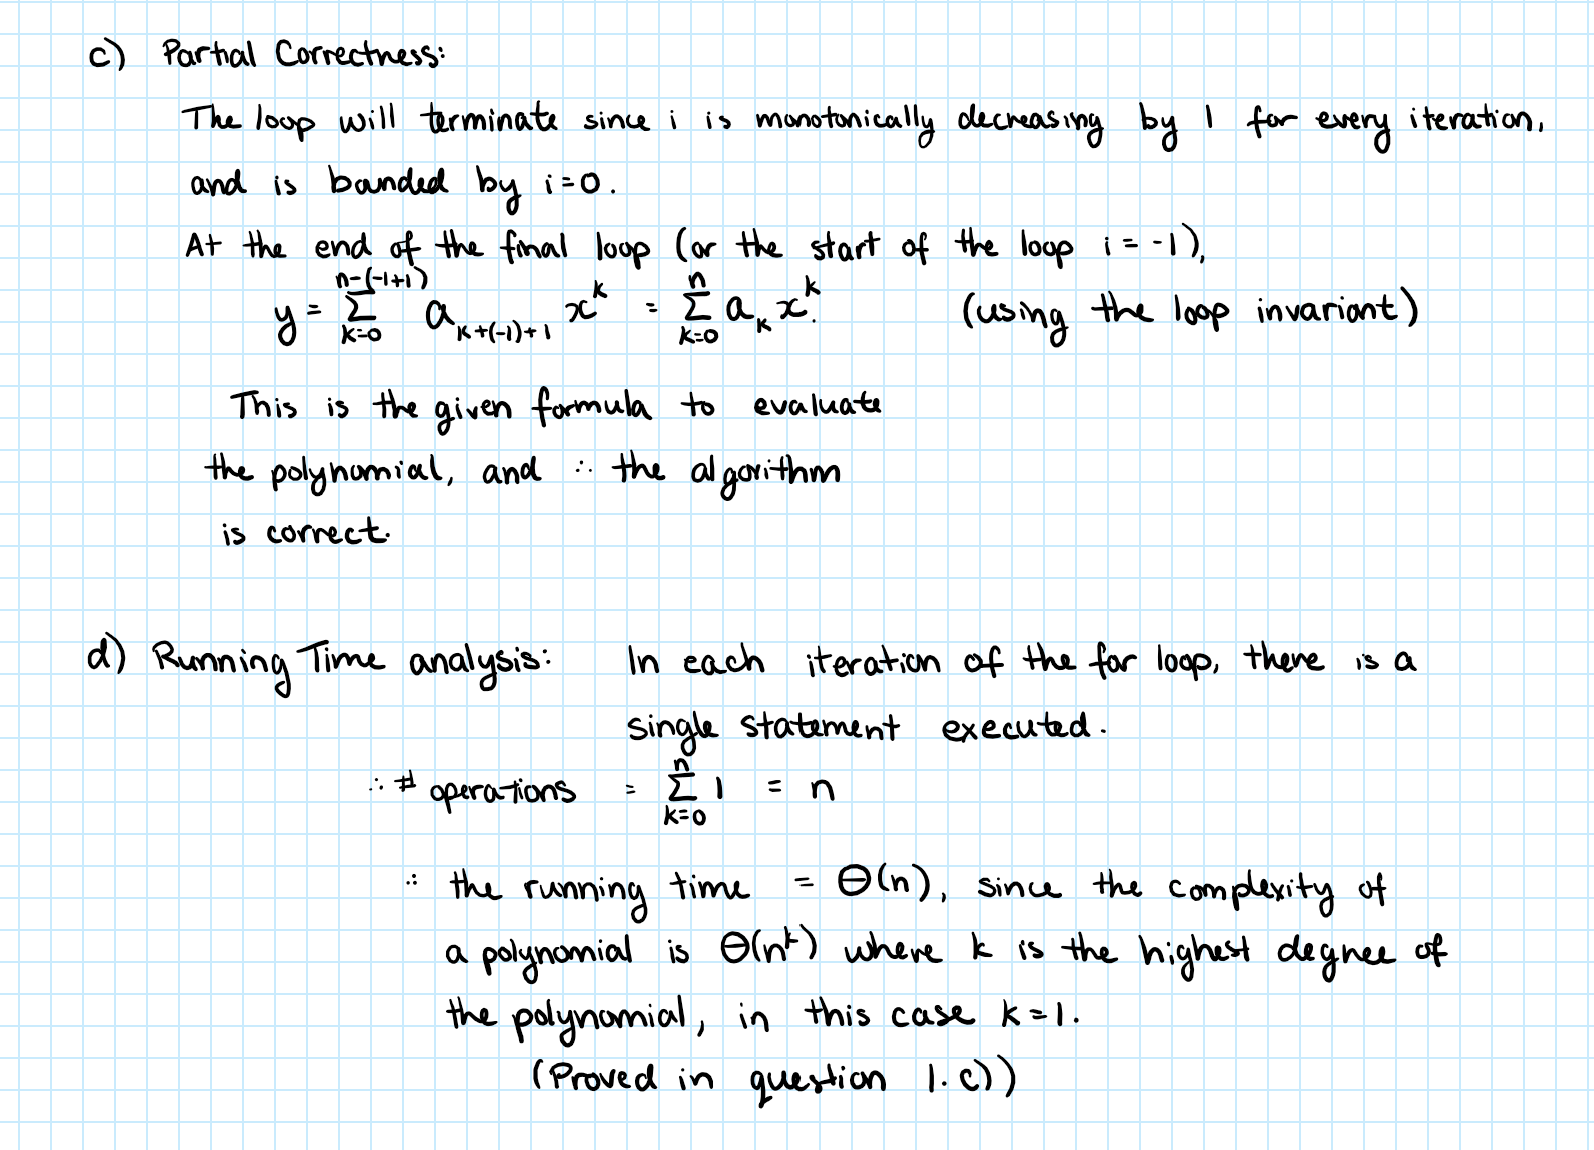 c) Partial Correctness:
The loop will terminate since i is monotonically decreasing by 1 for every iteration,
and is bounded by i=0.
At the end of the final loop (or the start of the loop i = -1),
y = \sum_{k=0}^{n-(-1+1)} a_{k+(-1)+1} x^k = \sum_{k=0}^{n} a_k x^k. (using the loop invariant)
This is the given formula to evaluate
the polynomial, and ∴ the algorithm
is correct.
d) Running Time analysis: In each iteration of the for loop, there is a
single statement executed.
∴ # operations = \sum_{k=0}^{n} 1 = n
∴ the running time = Θ(n), since the complexity of
a polynomial is Θ(n^k) where k is the highest degree of
the polynomial, in this case k=1.
(Proved in question 1. c))